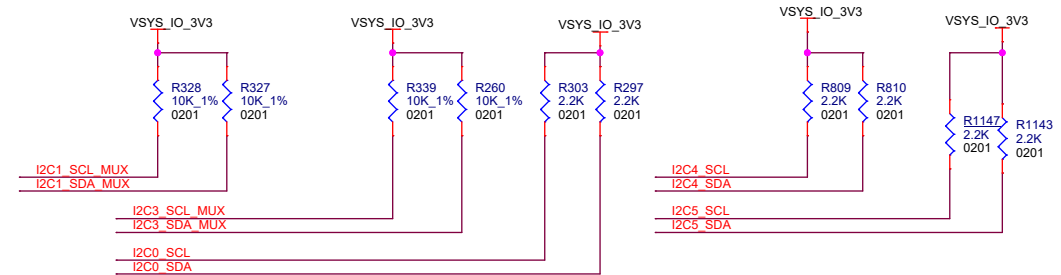 VSYS_IO_3V3
R328
10K_1%
0201
R327
10K_1%
0201
I2C1_SCL_MUX
I2C1_SDA_MUX
VSYS_IO_3V3
R339
10K_1%
0201
R260
10K_1%
0201
I2C3_SCL_MUX
I2C3_SDA_MUX
VSYS_IO_3V3
R303
2.2K
0201
R297
2.2K
0201
I2C0_SCL
I2C0_SDA
VSYS_IO_3V3
R809
2.2K
0201
R810
2.2K
0201
I2C4_SCL
I2C4_SDA
VSYS_IO_3V3
R1147
2.2K
0201
R1143
2.2K
0201
I2C5_SCL
I2C5_SDA